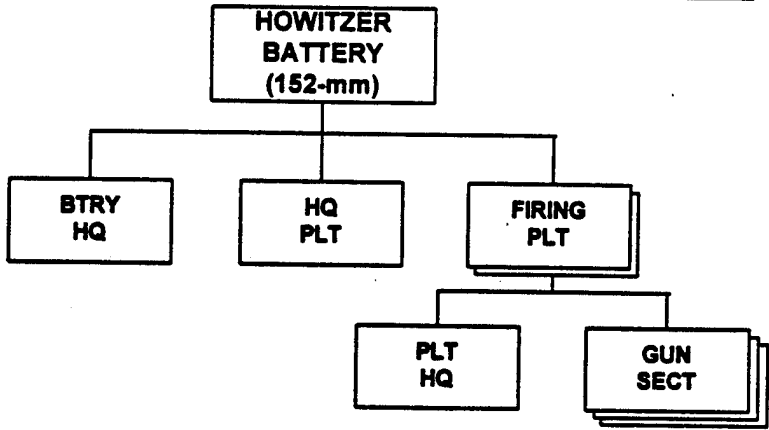 HOWITZER
BATTERY
(152-mm)
BTRY
HQ
HQ
PLT
FIRING
PLT
PLT
HQ
GUN
SECT